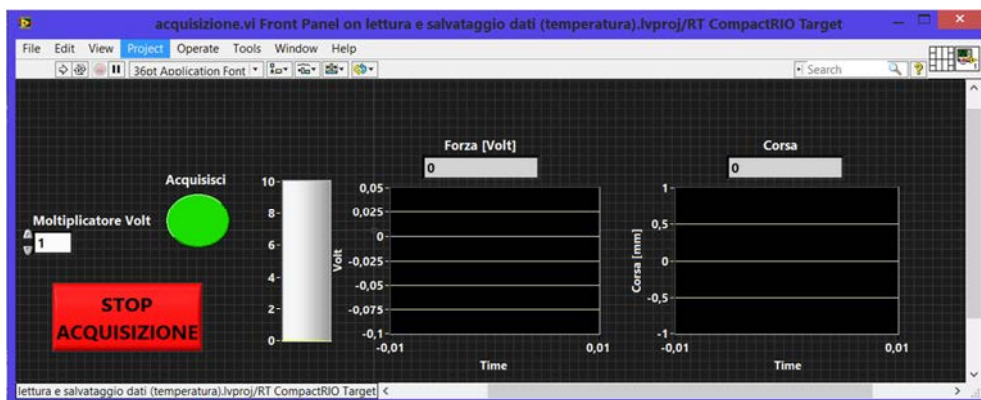 acquisizione.vi Front Panel on lettura e salvataggio dati (temperatura).lvproj/RT CompactRIO Target
File Edit View Project Operate Tools Window Help
36pt Application Font
Search
Forza [Volt]
0
Corsa
0
Acquisisci
Moltiplicatore Volt
1
STOP
ACQUISIZIONE
10
8
6
4
2
0
Volt
0,05
0,025
0
-0,025
-0,05
-0,075
-0,1
-0,01
0,01
Time
Corsa [mm]
1
0,5
0
-0,5
-1
-0,01
0,01
Time
lettura e salvataggio dati (temperatura).lvproj/RT CompactRIO Target